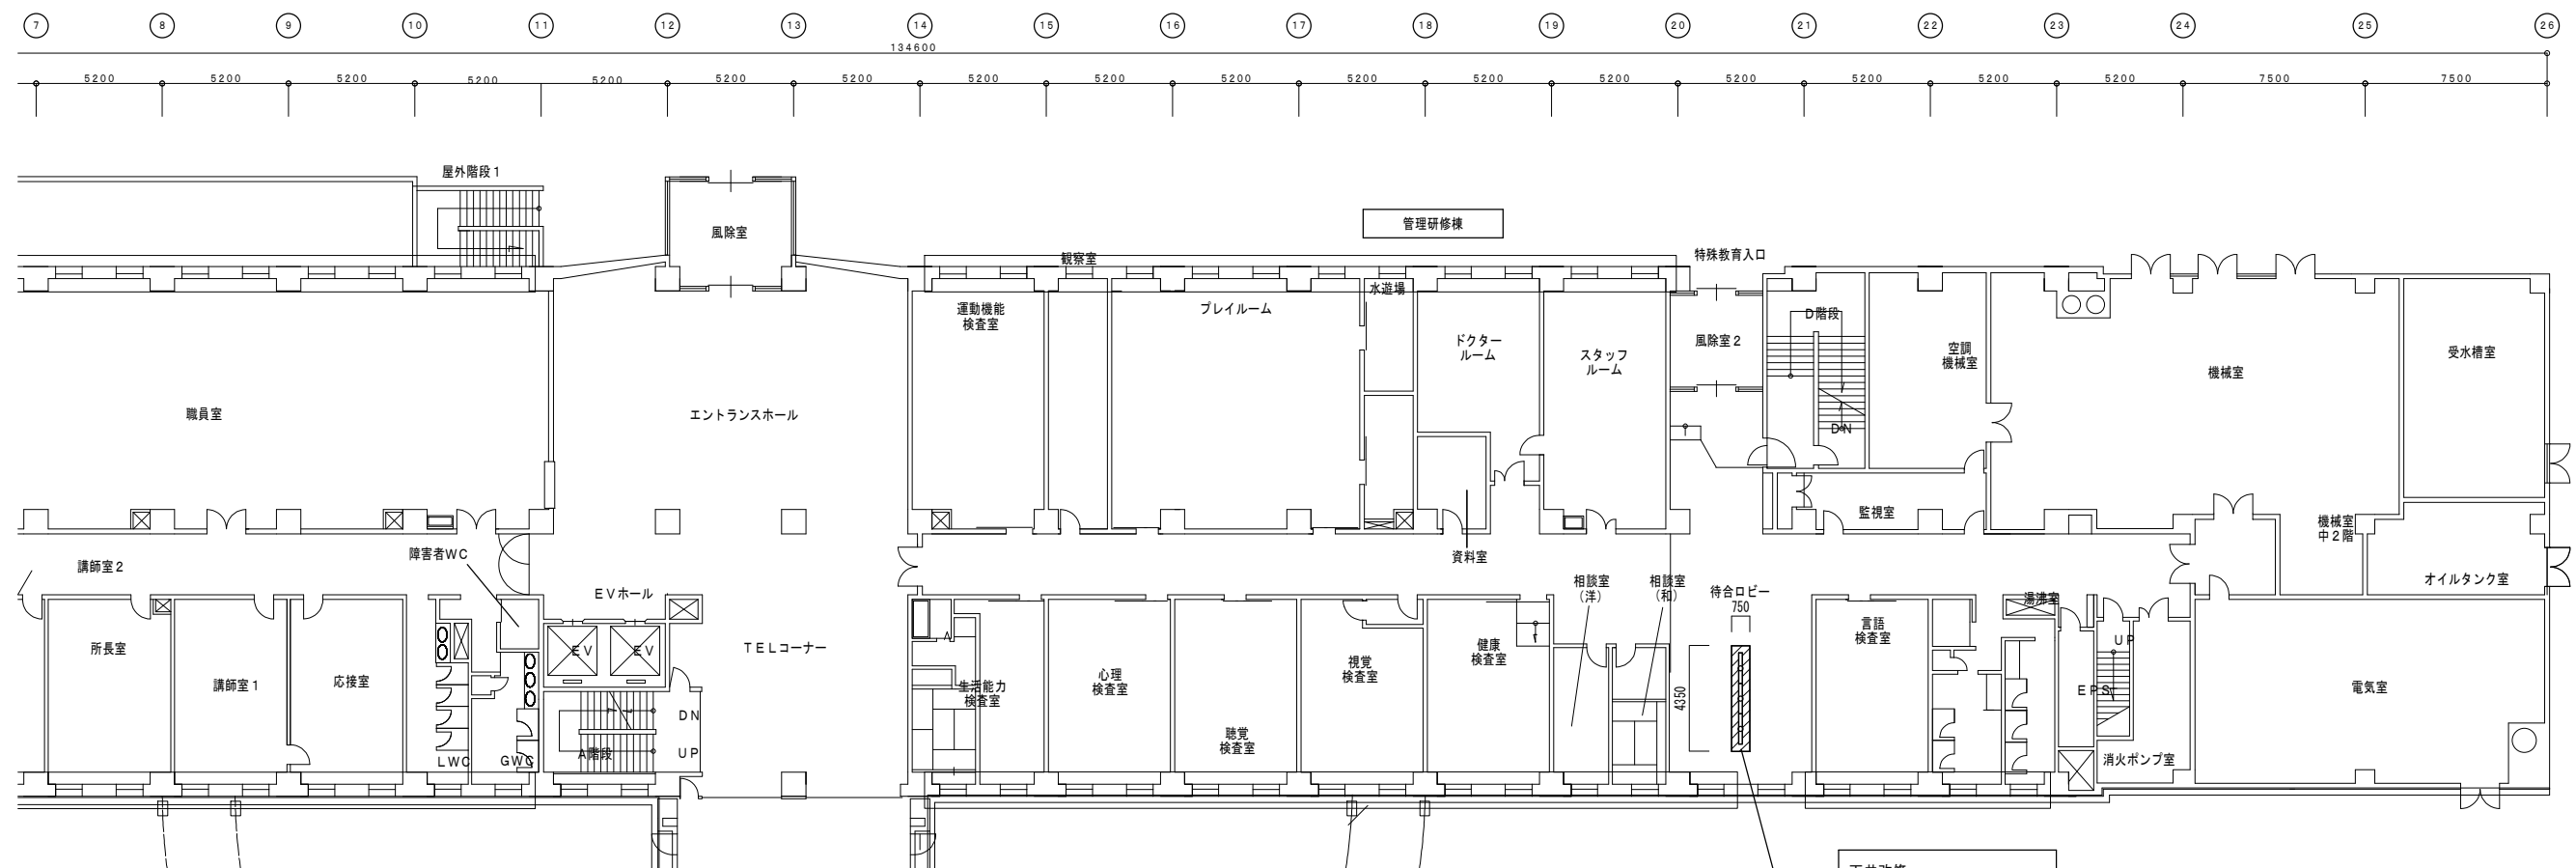 7 8 9 10 11 12 13 14 15 16 17 18 19 20 21 22 23 24 25 26
134600
5200 5200 5200 5200 5200 5200 5200 5200 5200 5200 5200 5200 5200 5200 5200 5200 5200 7500 7500
屋外階段1
管理研修棟
風除室
特殊教育入口
観察室
水遊場
運動機能
検査室
プレイルーム
D階段
ドクター
ルーム
スタッフ
ルーム
風除室2
空調
機械室
受水槽室
機械室
職員室
エントランスホール
DN
監視室
機械室
中2階
障害者WC
資料室
講師室2
オイルタンク室
相談室
(洋)
相談室
(和)
EVホール
待合ロビー
750
湯沸室
言語
検査室
UP
所長室
EV
EV
TELコーナー
健康
検査室
視覚
検査室
心理
検査室
講師室1
応接室
生活能力
検査室
EPS
電気室
4350
DN
聴覚
検査室
UP
A階段
LWC
GWC
消火ポンプ室